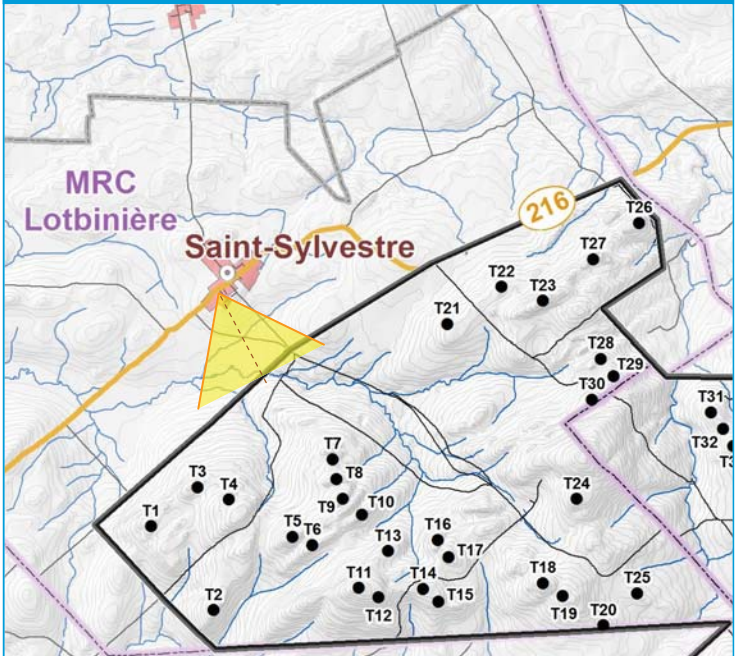 MRC
Lotbinière
Saint-Sylvestre
216
T26
T27
T22
T23
T21
T28
T29
T30
T31
T32
T7
T3
T8
T4
T9
T24
T10
T1
T5
T6
T16
T13
T17
T18
T11
T14
T25
T2
T12
T15
T19
T20